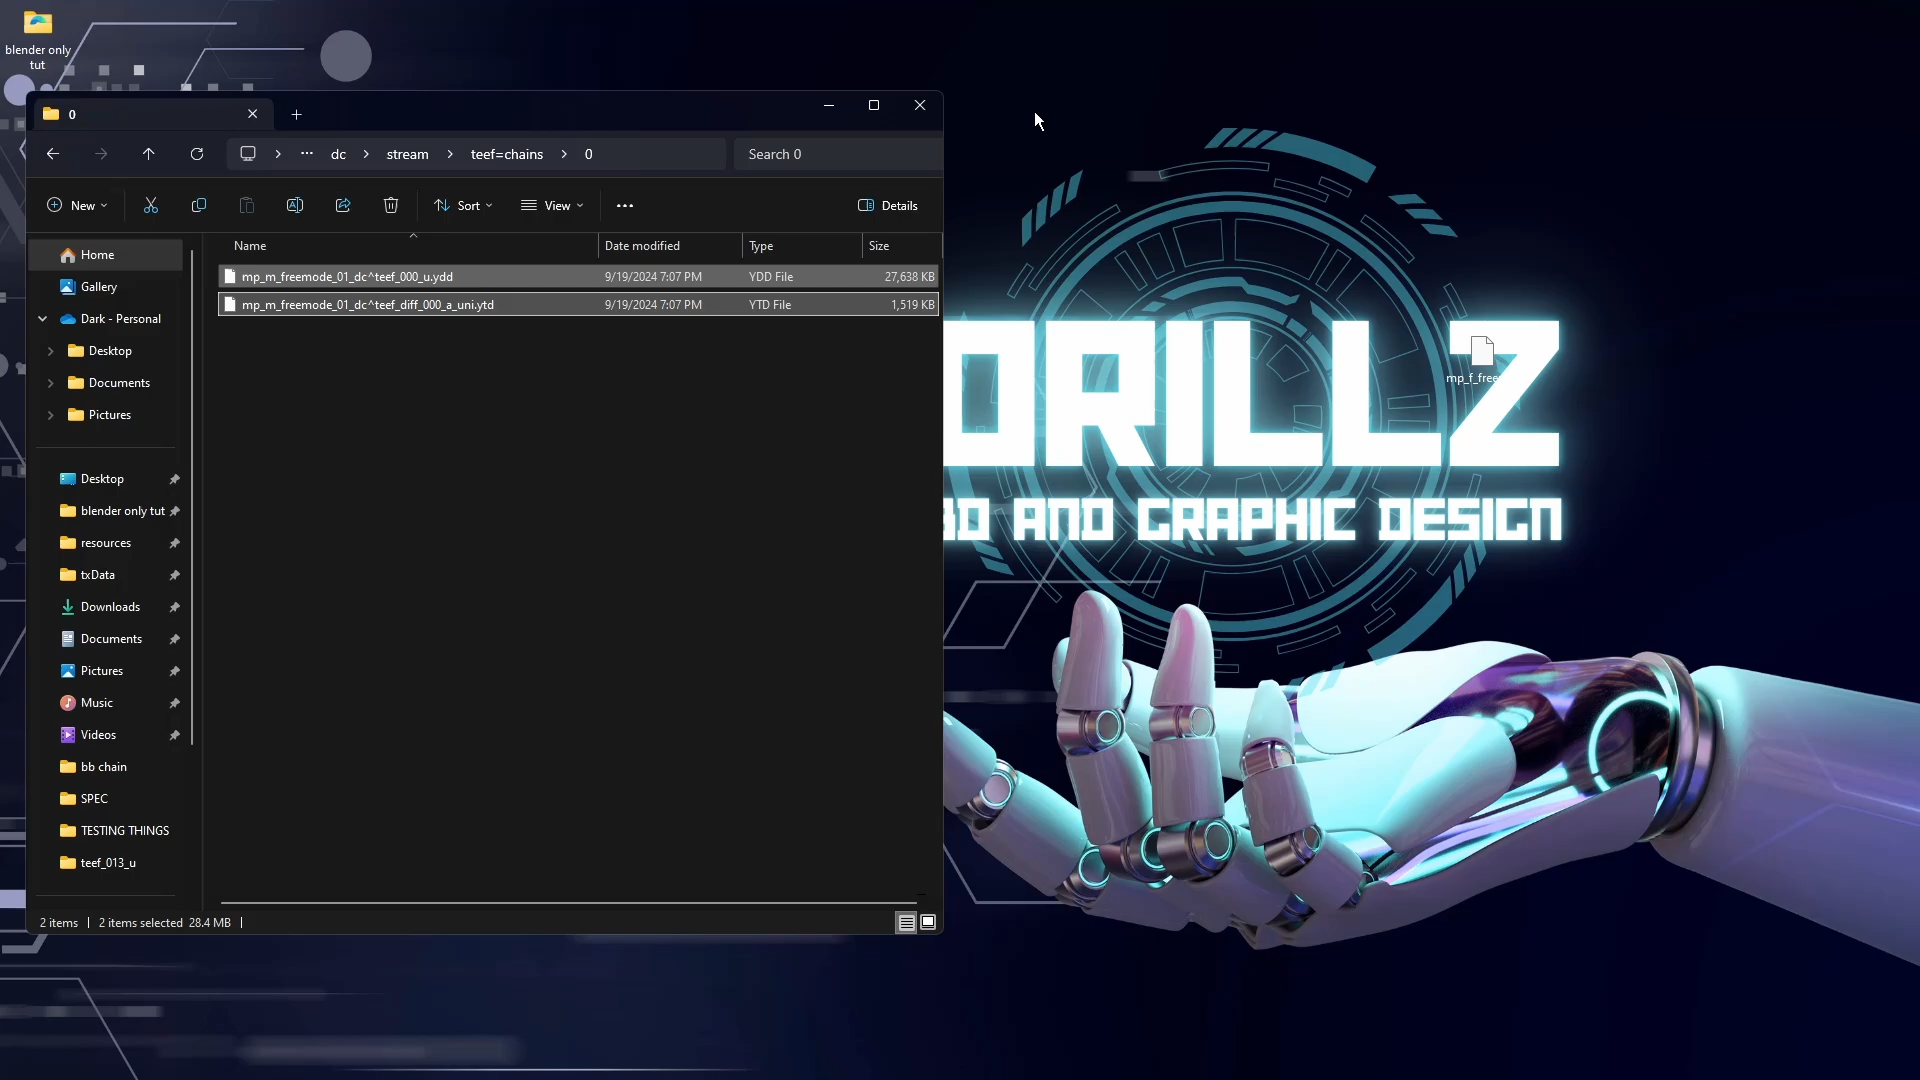 blender only
tut
0
dc
stream
teef=chains
0
Search 0
New
Sort
View
Details
Name
Date modified
Type
Size
mp_m_freemode_01_dc^teef_000_u.ydd
9/19/2024 7:07 PM
YDD File
27,638 KB
mp_m_freemode_01_dc^teef_diff_000_a_uni.ytd
9/19/2024 7:07 PM
YTD File
1,519 KB
Home
Gallery
Dark - Personal
Desktop
Documents
Pictures
Desktop
blender only tut
resources
txData
Downloads
Documents
Pictures
Music
Videos
bb chain
SPEC
TESTING THINGS
teef_013_u
2 items
2 items selected 28.4 MB
ORILLZ
3D AND GRAPHIC DESIGN